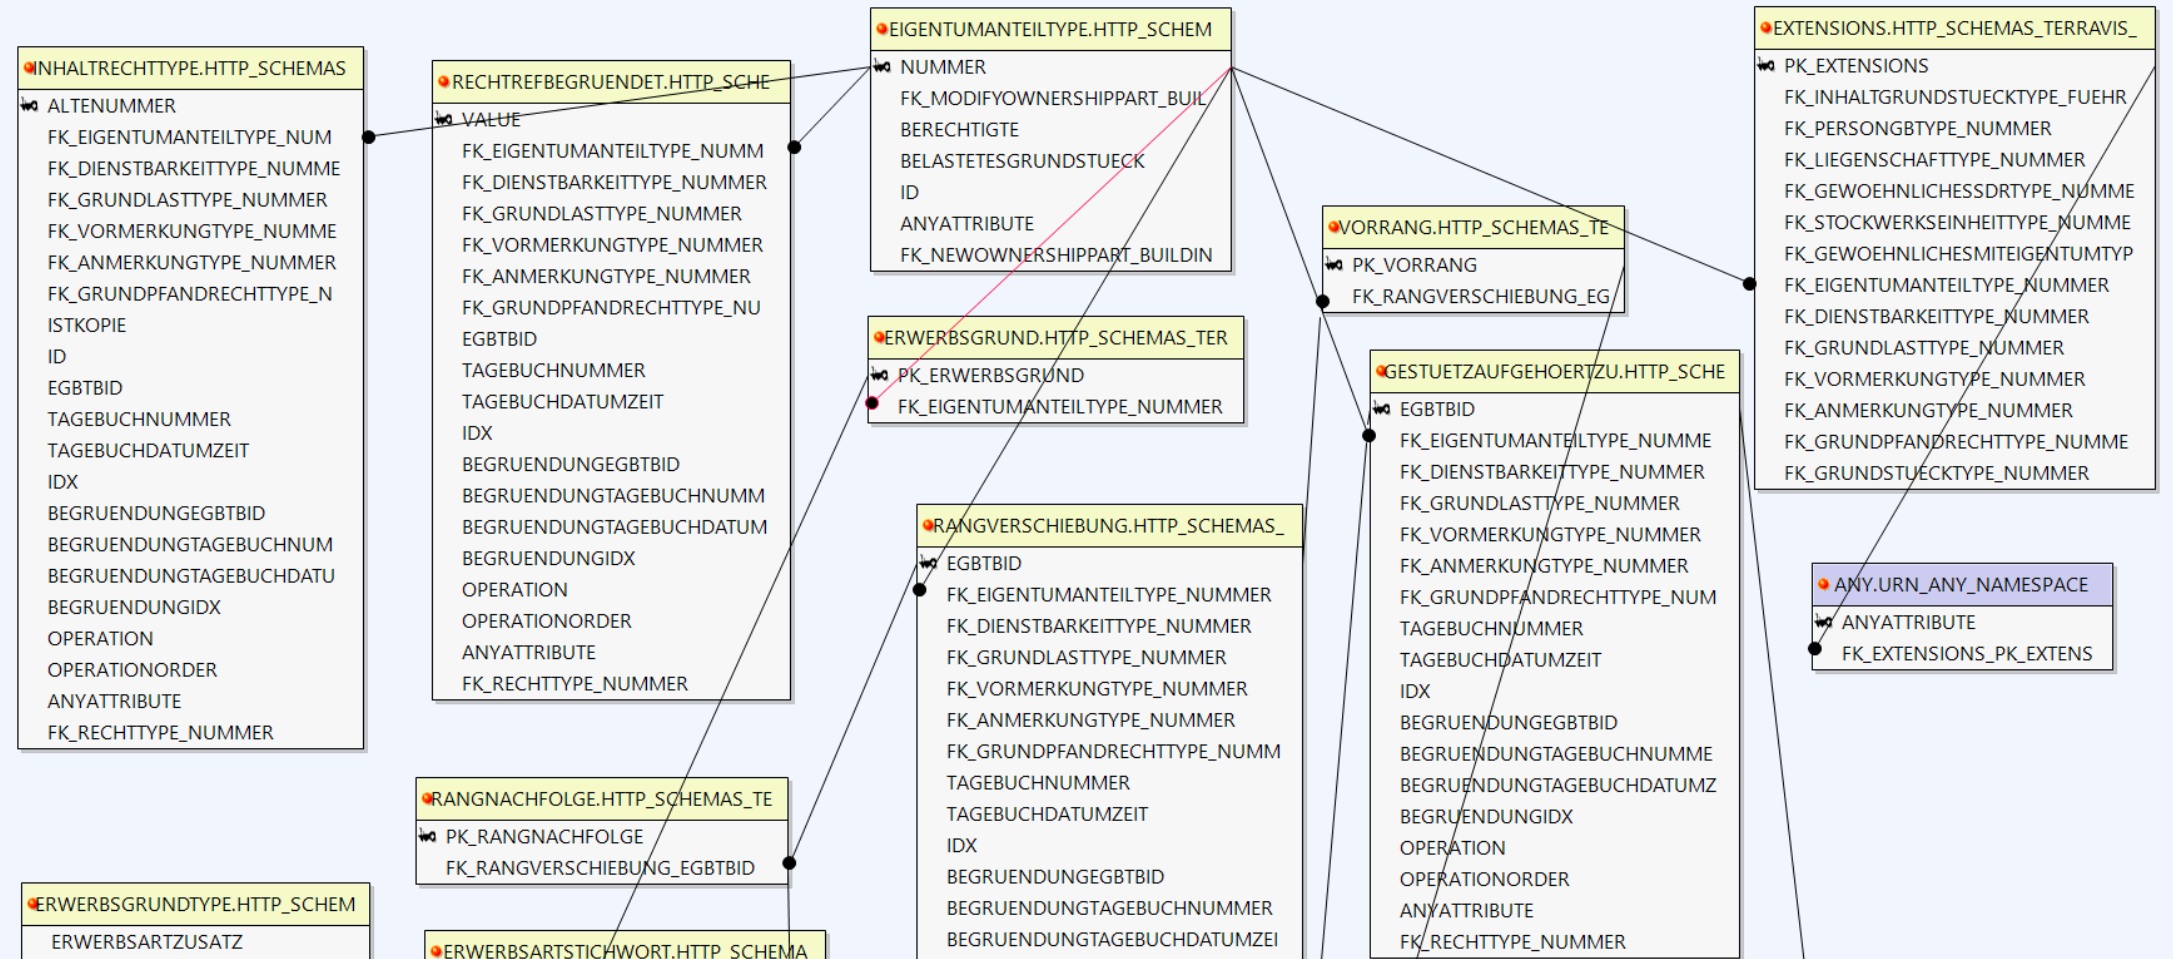 INHALTRECHTTYPE.HTTP_SCHEMAS
ALTENUMMER
FK_EIGENTUMANTEILTYPE_NUM
FK_DIENSTBARKEITTYPE_NUMME
FK_GRUNDLASTTYPE_NUMMER
FK_VORMERKUNGTYPE_NUMME
FK_ANMERKUNGTYPE_NUMMER
FK_GRUNDPFANDRECHTTYPE_N
ISTKOPIE
ID
EGBTBID
TAGEBUCHNUMMER
TAGEBUCHDATUMZEIT
IDX
BEGRUENDUNGEGBTBID
BEGRUENDUNGTAGEBUCHNUM
BEGRUENDUNGTAGEBUCHDATU
BEGRUENDUNGIDX
OPERATION
OPERATIONORDER
ANYATTRIBUTE
FK_RECHTTYPE_NUMMER
RECHTREFBEGRUENDET.HTTP_SCHE
VALUE
FK_EIGENTUMANTEILTYPE_NUMM
FK_DIENSTBARKEITTYPE_NUMMER
FK_GRUNDLASTTYPE_NUMMER
FK_VORMERKUNGTYPE_NUMMER
FK_ANMERKUNGTYPE_NUMMER
FK_GRUNDPFANDRECHTTYPE_NU
EGBTBID
TAGEBUCHNUMMER
TAGEBUCHDATUMZEIT
IDX
BEGRUENDUNGEGBTBID
BEGRUENDUNGTAGEBUCHNUMM
BEGRUENDUNGTAGEBUCHDATUM
BEGRUENDUNGIDX
OPERATION
OPERATIONORDER
ANYATTRIBUTE
FK_RECHTTYPE_NUMMER
EIGENTUMANTEILTYPE.HTTP_SCHEM
NUMMER
FK_MODIFYOWNERSHIPPART_BUIL
BERECHTIGTE
BELASTETESGRUNDSTUECK
ID
ANYATTRIBUTE
FK_NEWOWNERSHIPPART_BUILDIN
EXTENSIONS.HTTP_SCHEMAS_TERRAVIS_
PK_EXTENSIONS
FK_INHALTGRUNDSTUECKTYPE_FUEHR
FK_PERSONGBTYPE_NUMMER
FK_LIEGENSCHAFTTYPE_NUMMER
FK_GEWOEHNLICHESSDRTYPE_NUMME
FK_STOCKWERKSEINHEITTYPE_NUMME
FK_GEWOEHNLICHESMITEIGENTUMTYP
FK_EIGENTUMANTEILTYPE_NUMMER
FK_DIENSTBARKEITTYPE_NUMMER
FK_GRUNDLASTTYPE_NUMMER
FK_VORMERKUNGTYPE_NUMMER
FK_ANMERKUNGTYPE_NUMMER
FK_GRUNDPFANDRECHTTYPE_NUMME
FK_GRUNDSTUECKTYPE_NUMMER
VORRANG.HTTP_SCHEMAS_TE
PK_VORRANG
FK_RANGVERSCHIEBUNG_EG
ERWERBSGRUND.HTTP_SCHEMAS_TER
PK_ERWERBSGRUND
FK_EIGENTUMANTEILTYPE_NUMMER
GESTUETZAUFGEHOERTZU.HTTP_SCHE
EGBTBID
FK_EIGENTUMANTEILTYPE_NUMME
FK_DIENSTBARKEITTYPE_NUMMER
FK_GRUNDLASTTYPE_NUMMER
FK_VORMERKUNGTYPE_NUMMER
FK_ANMERKUNGTYPE_NUMMER
FK_GRUNDPFANDRECHTTYPE_NUM
TAGEBUCHNUMMER
TAGEBUCHDATUMZEIT
IDX
BEGRUENDUNGEGBTBID
BEGRUENDUNGTAGEBUCHNUMME
BEGRUENDUNGTAGEBUCHDATUMZ
BEGRUENDUNGIDX
OPERATION
OPERATIONORDER
ANYATTRIBUTE
FK_RECHTTYPE_NUMMER
RANGVERSCHIEBUNG.HTTP_SCHEMAS_
EGBTBID
FK_EIGENTUMANTEILTYPE_NUMMER
FK_DIENSTBARKEITTYPE_NUMMER
FK_GRUNDLASTTYPE_NUMMER
FK_VORMERKUNGTYPE_NUMMER
FK_ANMERKUNGTYPE_NUMMER
FK_GRUNDPFANDRECHTTYPE_NUMM
TAGEBUCHNUMMER
TAGEBUCHDATUMZEIT
IDX
BEGRUENDUNGEGBTBID
BEGRUENDUNGTAGEBUCHNUMMER
BEGRUENDUNGTAGEBUCHDATUMZEI
ANY.URN_ANY_NAMESPACE
ANYATTRIBUTE
FK_EXTENSIONS_PK_EXTENS
RANGNACHFOLGE.HTTP_SCHEMAS_TE
PK_RANGNACHFOLGE
FK_RANGVERSCHIEBUNG_EGBTBID
ERWERBSGRUNDTYPE.HTTP_SCHEM
ERWERBSARTZUSATZ
ERWERBSARTSTICHWORT.HTTP_SCHEMA